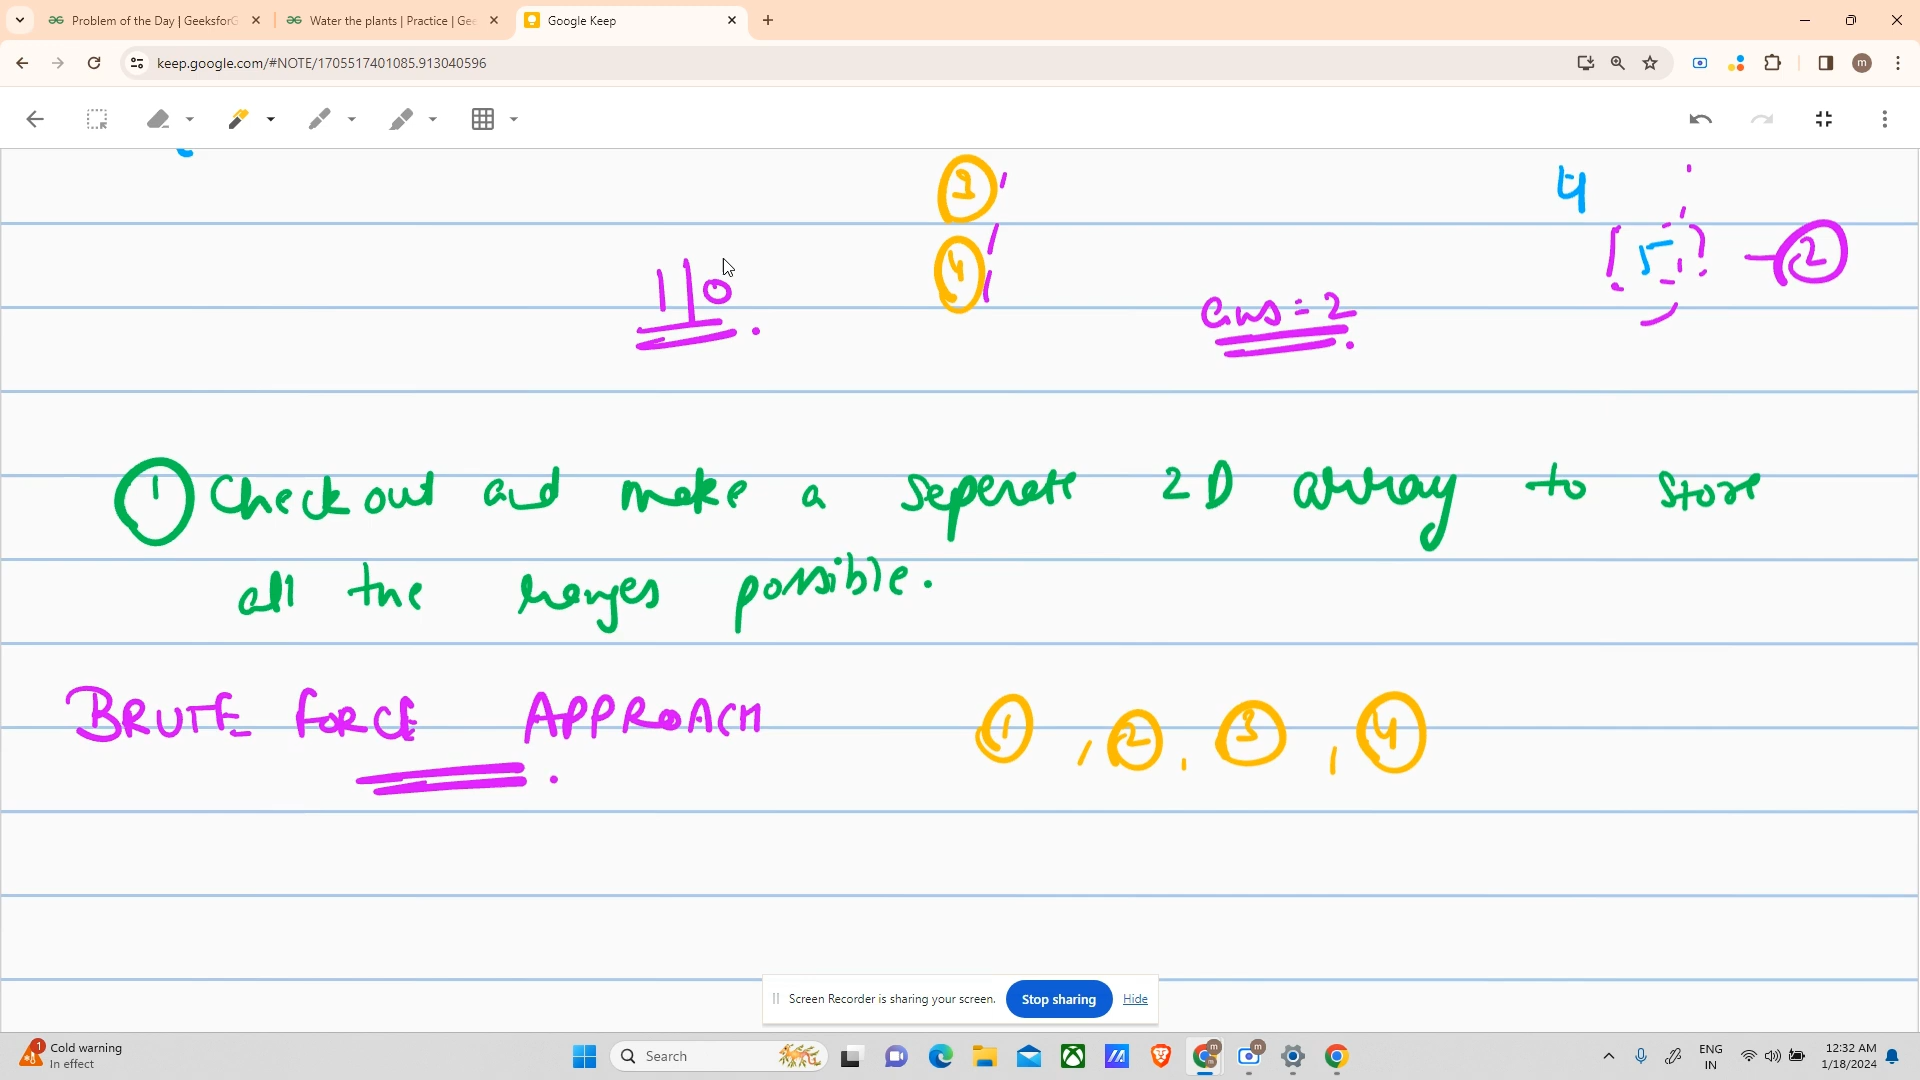 Problem of the Day | GeeksforG
Water the plants | Practice | Gee
Google Keep
keep.google.com/#NOTE/1705517401085.913040596
m
3
4
4
5
2
110
ans = 2
1 Check out and make a seperate 2D array to store
all the ranges possible.
BRUTE FORCE APPROACH
1 , 2 , 3 , 4
Screen Recorder is sharing your screen.
Stop sharing
Hide
1
Cold warning
In effect
Search
m
m
ENG
IN
12:32 AM
1/18/2024